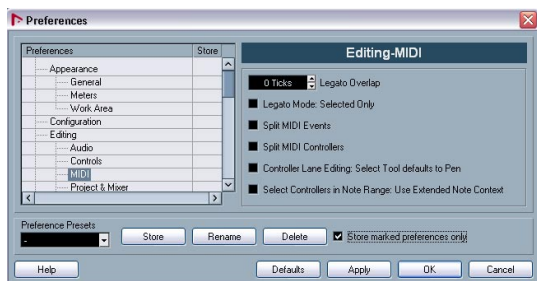 Preferences
Preferences Store
Appearance
General
Meters
Work Area
Configuration
Editing
Audio
Controls
MIDI
Project & Mixer
Editing-MIDI
0 Ticks Legato Overlap
Legato Mode: Selected Only
Split MIDI Events
Split MIDI Controllers
Controller Lane Editing: Select Tool defaults to Pen
Select Controllers in Note Range: Use Extended Note Context
Preference Presets
- Store Rename Delete Store marked preferences only
Help Defaults Apply OK Cancel